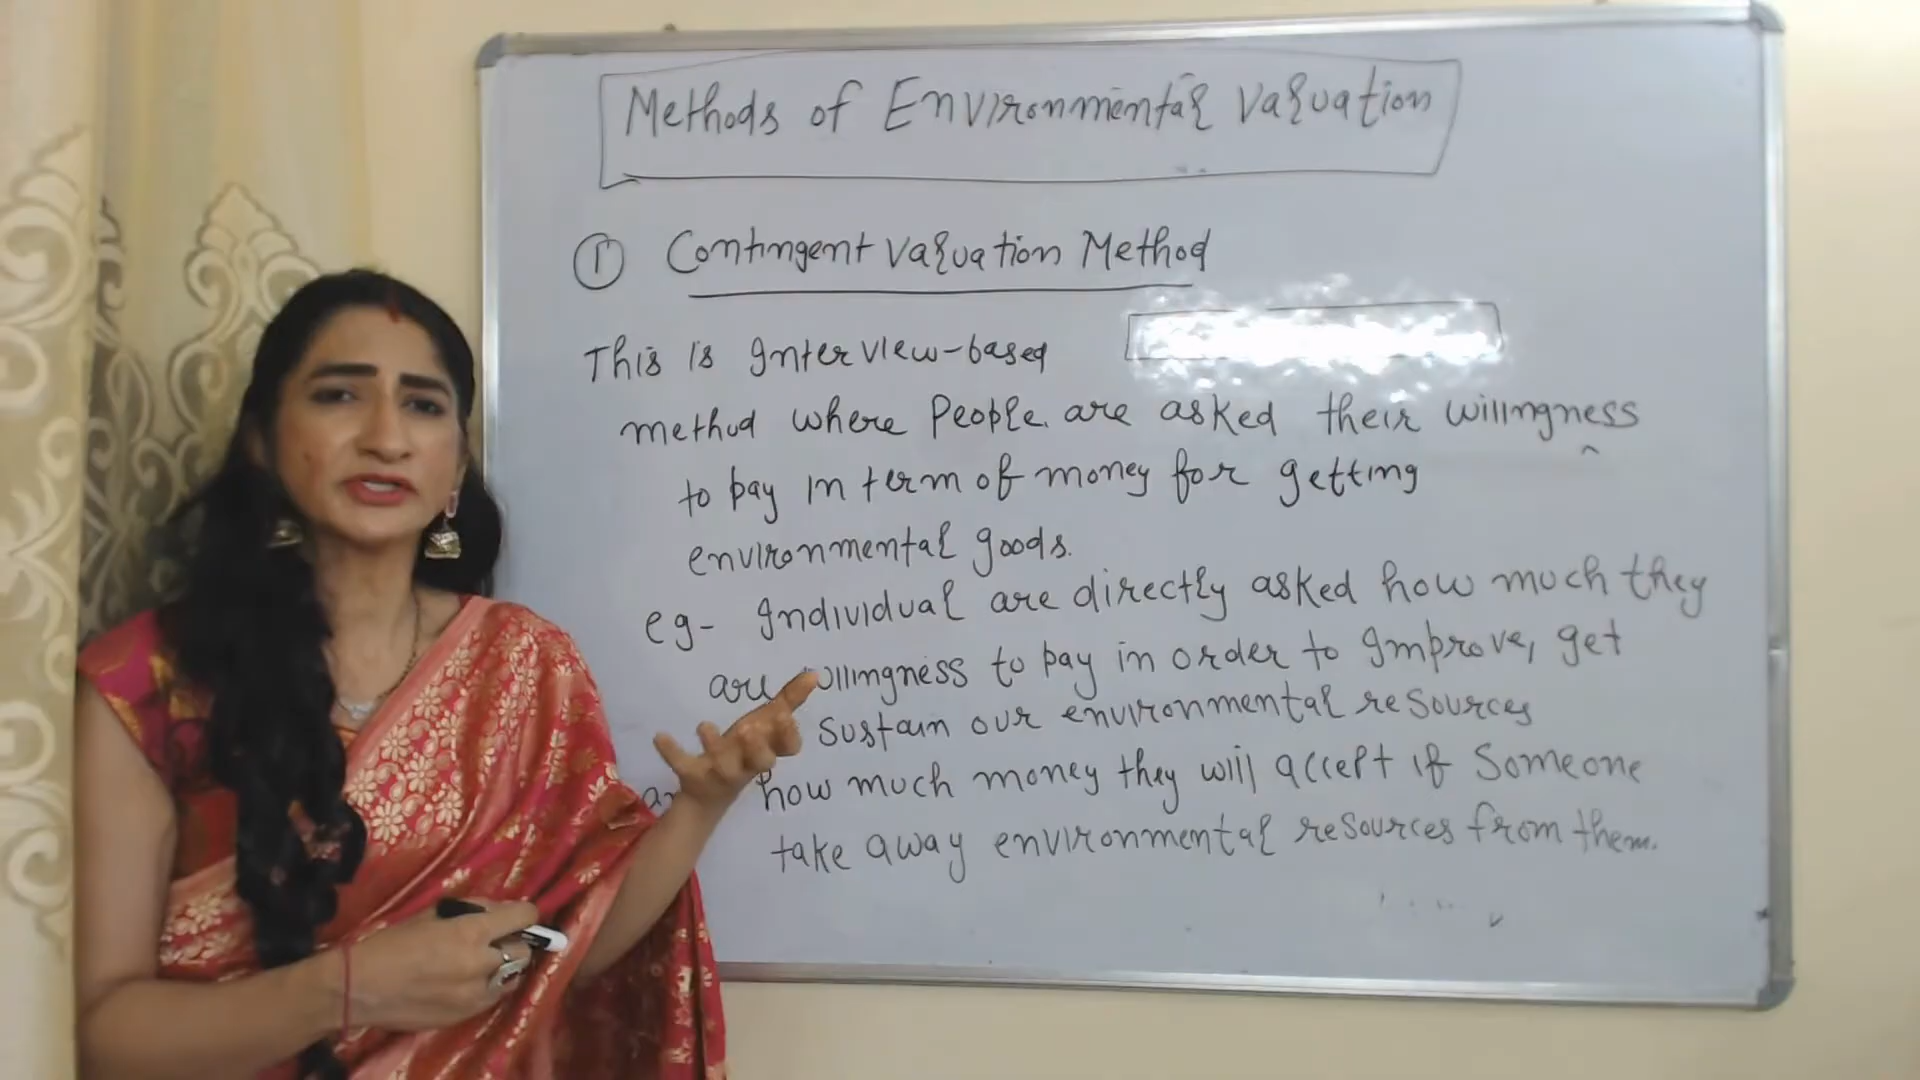 Methods of Environmental Valuation
① Contingent Valuation Method
This is Interview-based
method where People are asked their willingness
to pay in term of money for getting
environmental goods.
eg- Individual are directly asked how much they
are willingness to pay in order to Improve, get
sustain our environmental resources
how much money they will accept if Someone
take away environmental resources from them.